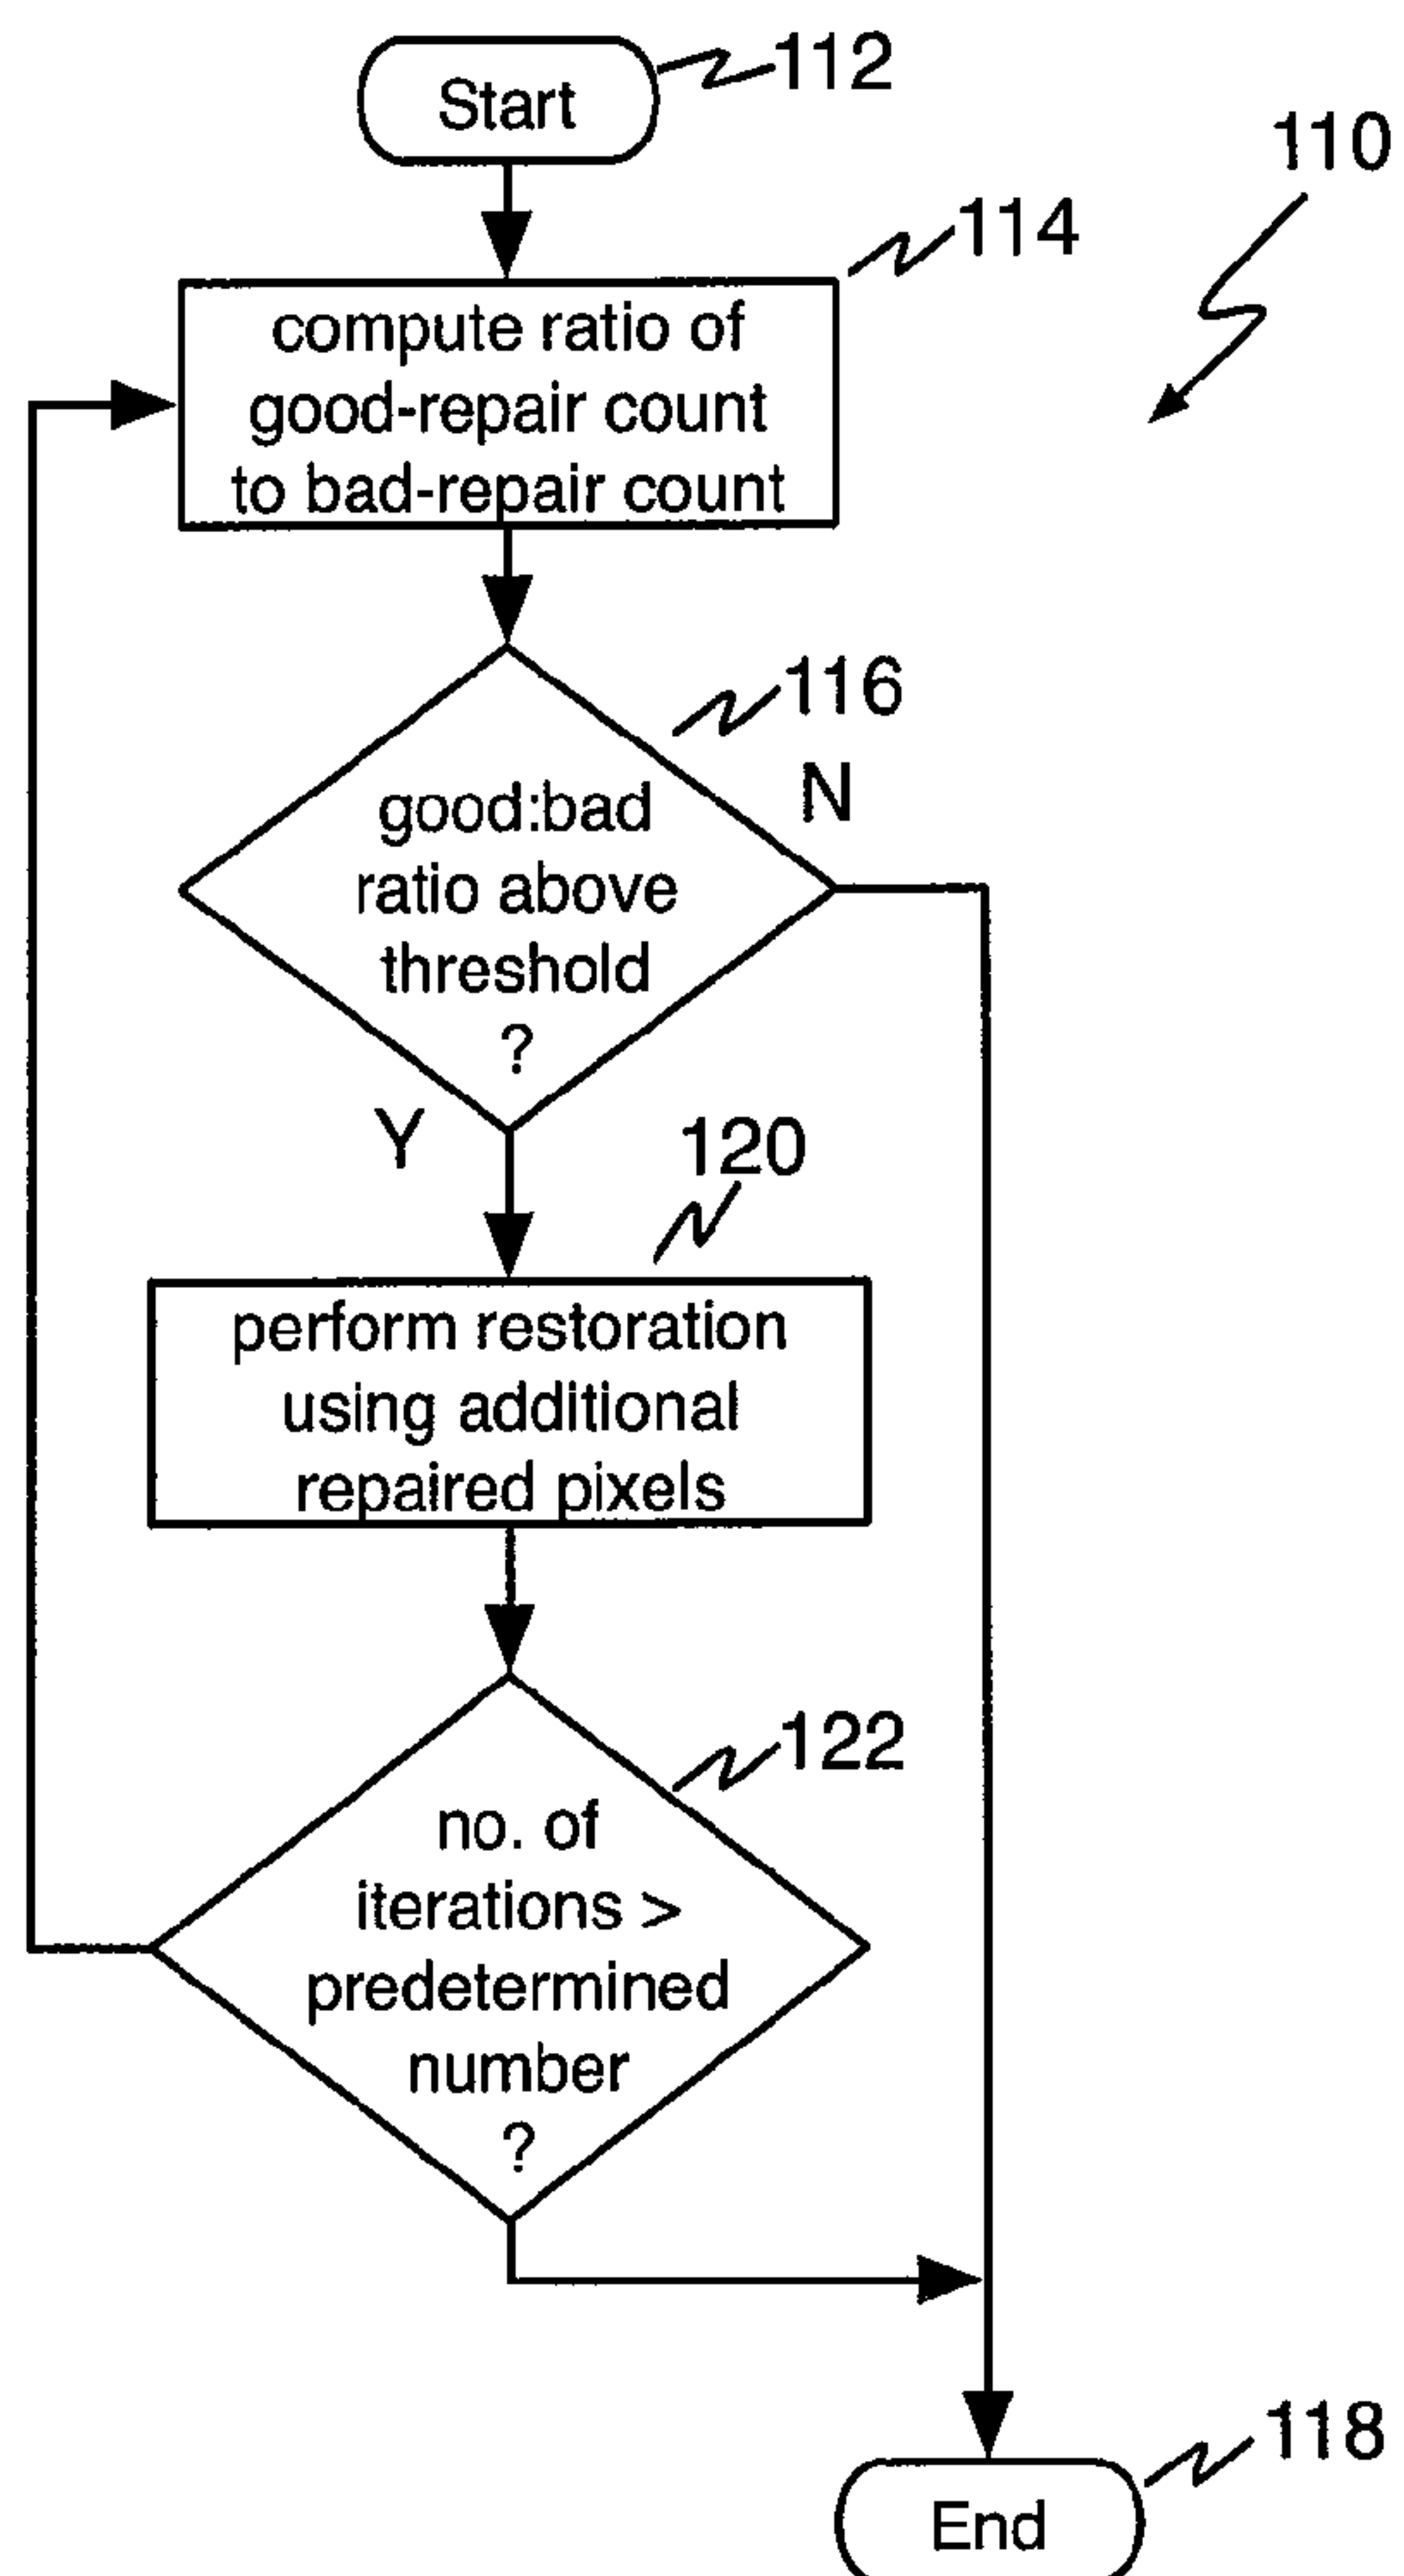 Start
112
110
compute ratio of
good-repair count
to bad-repair count
114
good:bad
ratio above
threshold
?
116
N
Y
120
perform restoration
using additional
repaired pixels
no. of
iterations >
predetermined
number
?
122
End
118